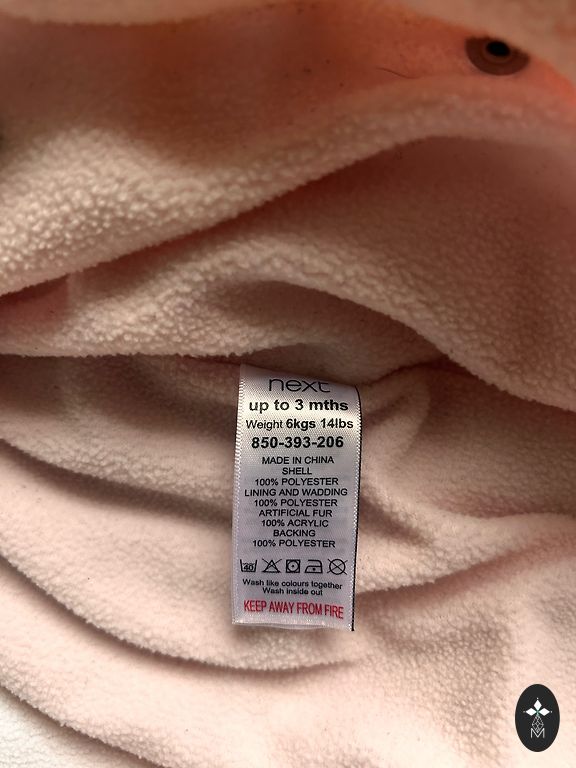 next
up to 3 mths
Weight 6kgs 14lbs
850-393-206
MADE IN CHINA
SHELL
100% POLYESTER
LINING AND WADDING
100% POLYESTER
ARTIFICIAL FUR
100% ACRYLIC
BACKING
100% POLYESTER
40
Wash like colours together
Wash inside out
KEEP AWAY FROM FIRE
M